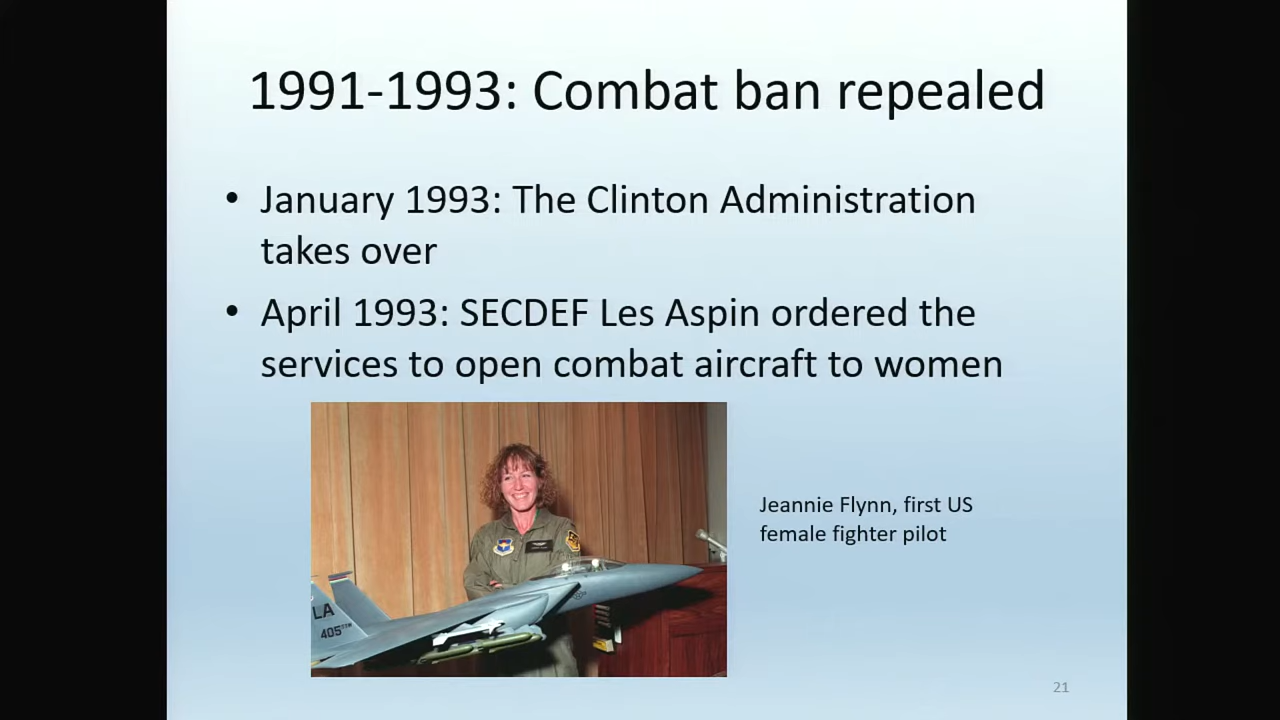 1991-1993: Combat ban repealed
• January 1993: The Clinton Administration
takes over
• April 1993: SECDEF Les Aspin ordered the
services to open combat aircraft to women
LA
405
Jeannie Flynn, first US
female fighter pilot
21